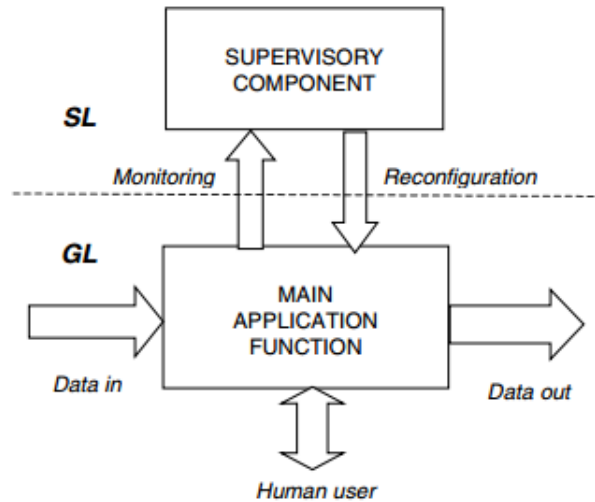 SUPERVISORY
COMPONENT
SL
Monitoring
Reconfiguration
GL
MAIN
APPLICATION
FUNCTION
Data in
Data out
Human user